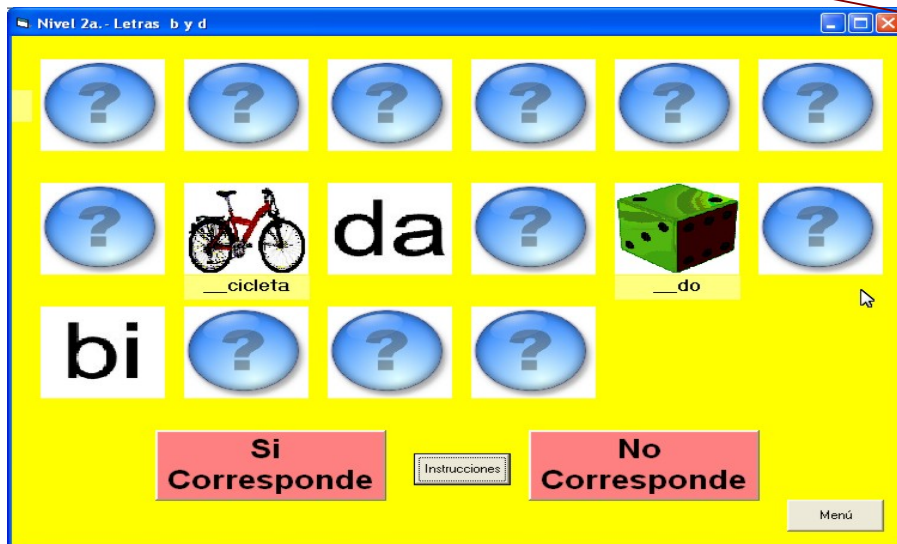 Nivel 2a.- Letras b y d
? ? ? ? ? ?
? da ? ?
__cicleta __do
bi ? ? ?
Si
Corresponde
Instrucciones
No
Corresponde
Menú